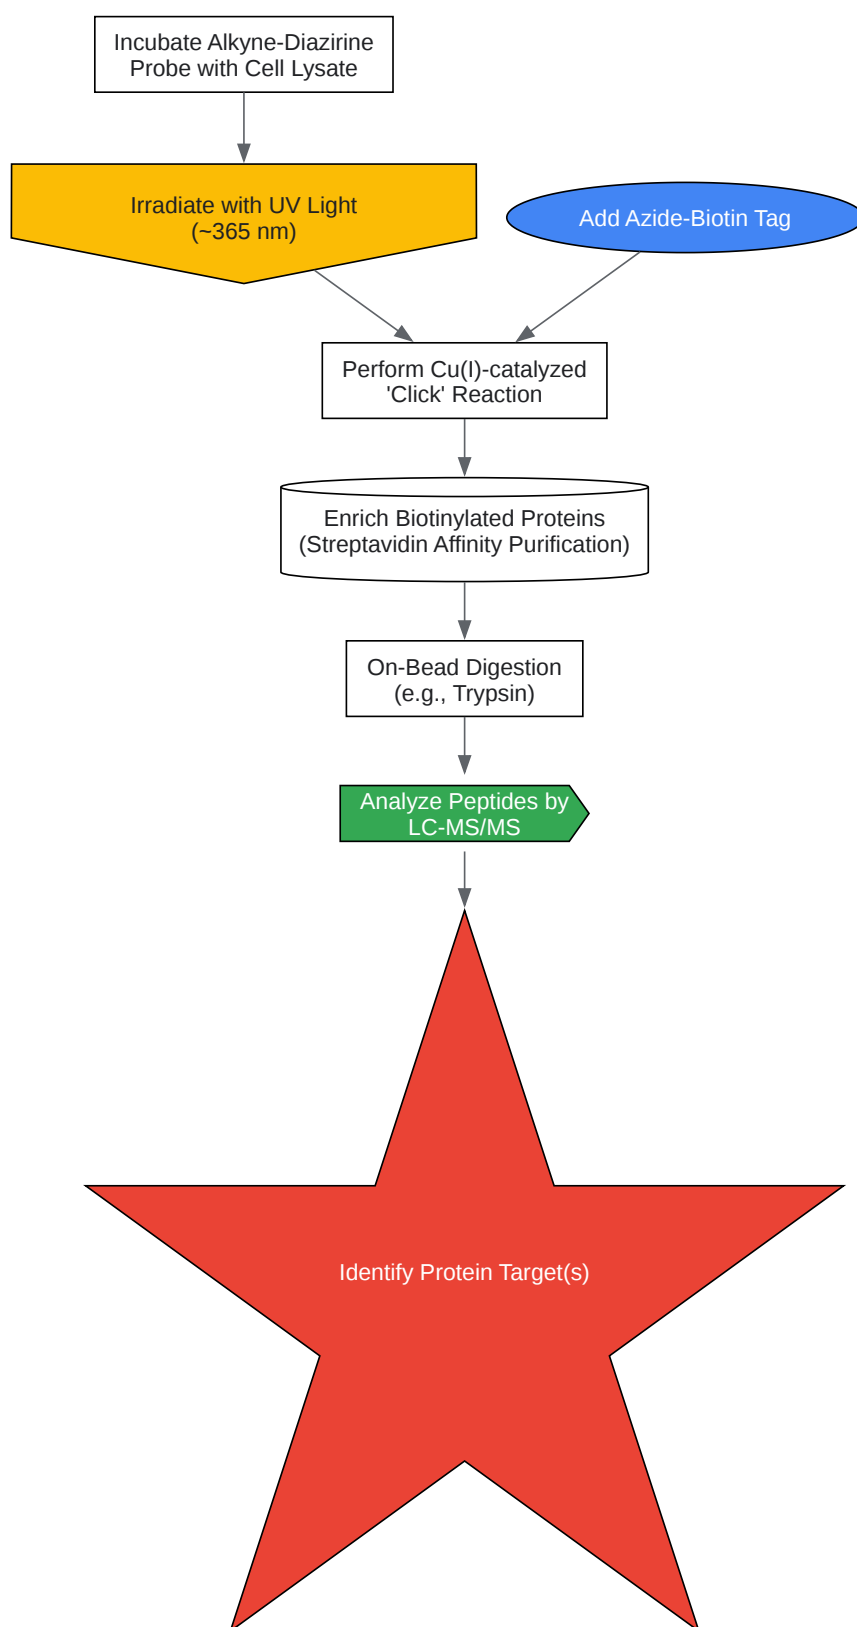 Incubate Alkyne-Diazirine
Probe with Cell Lysate
Irradiate with UV Light
(~365 nm)
Add Azide-Biotin Tag
Perform Cu(I)-catalyzed
'Click' Reaction
Enrich Biotinylated Proteins
(Streptavidin Affinity Purification)
On-Bead Digestion
(e.g., Trypsin)
Analyze Peptides by
LC-MS/MS
Identify Protein Target(s)